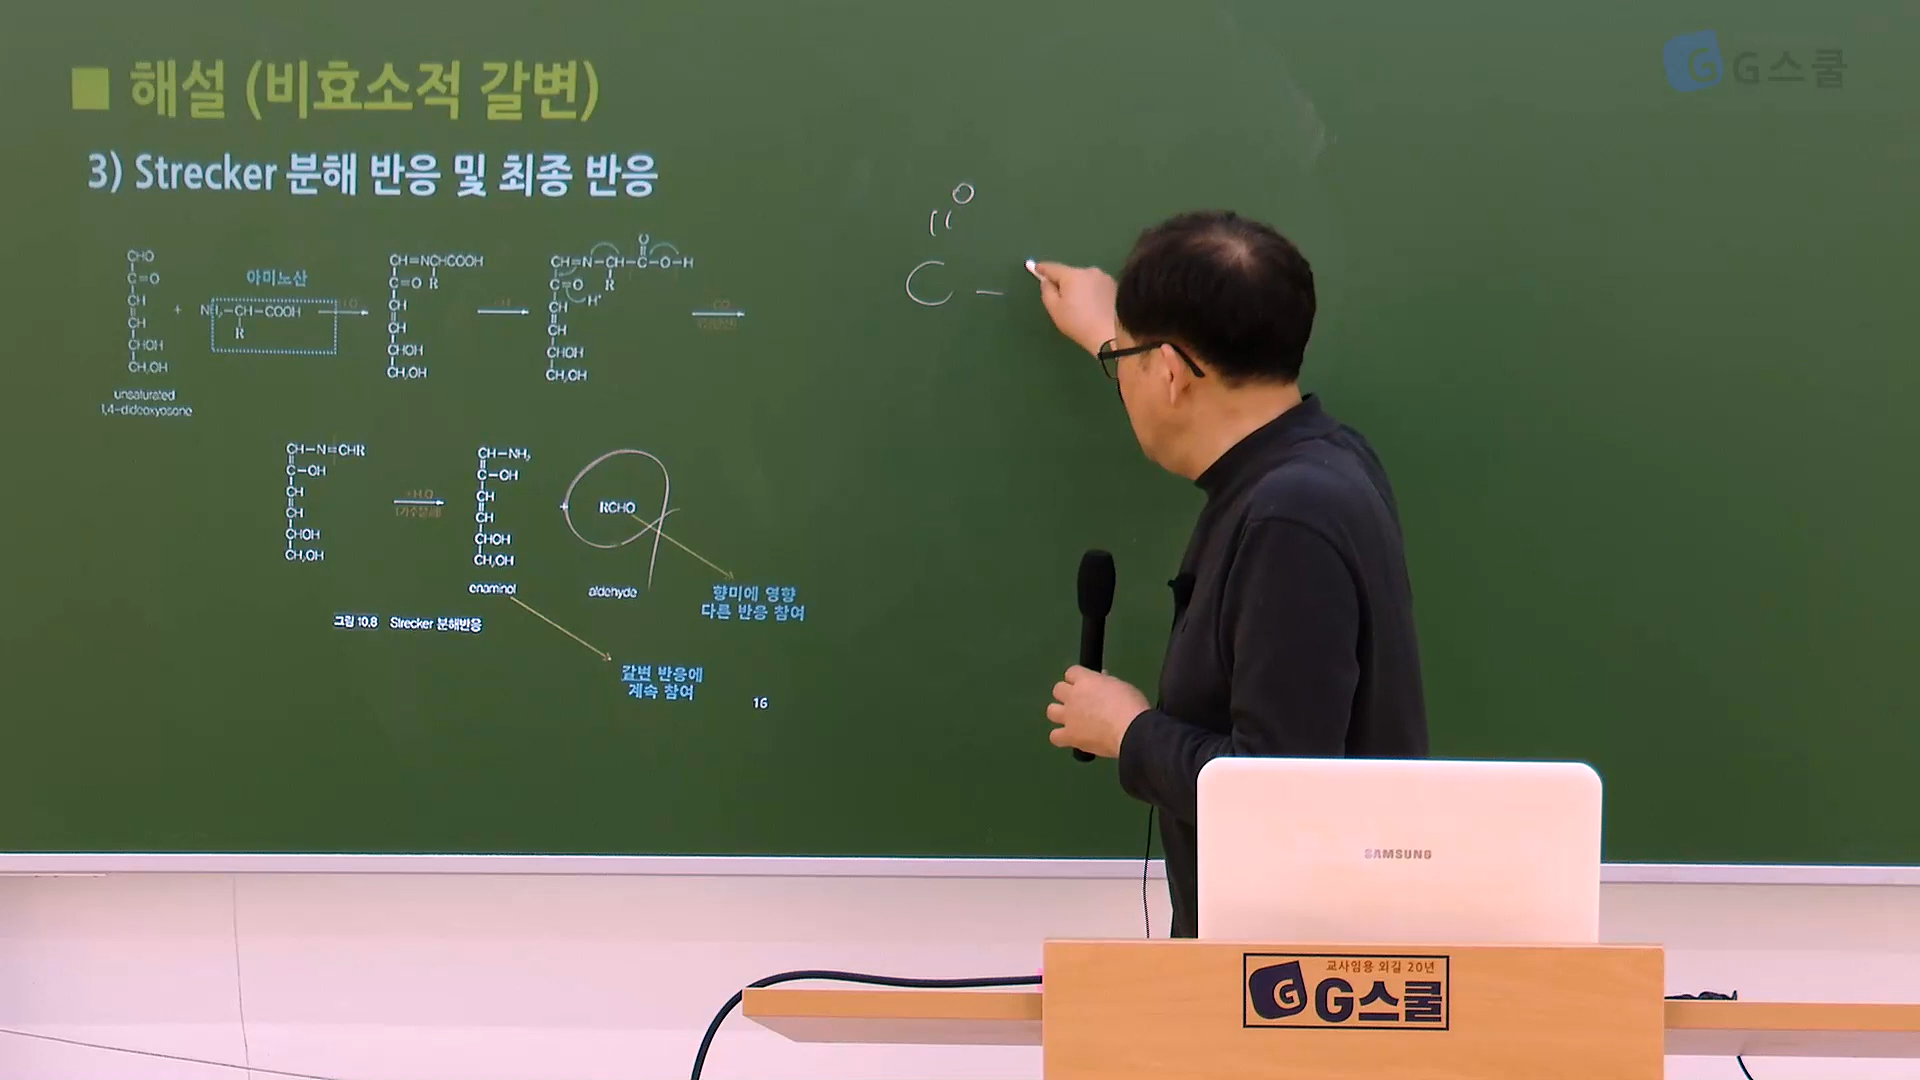 G스쿨
■ 해설 (비효소적 갈변)
3) Strecker 분해 반응 및 최종 반응
CHO
C=O
CH
CH
CHOH
CH₂OH
unsaturated
1,4-dideoxyosone
+
아미노산
NH₂-CH-COOH
R
CH=NCHCOOH
C=O R
CH
CH
CHOH
CH₂OH
O
CH=N-CH-C-O-H
C=O R
H⁺
CH
CH
CHOH
CH₂OH
CH-N=CHR
C-OH
CH
CH
CHOH
CH₂OH
+H₂O
(가수분해)
CH-NH₂
C-OH
CH
CH
CHOH
CH₂OH
enaminol
+
RCHO
aldehyde
향미에 영향
다른 반응 참여
그림 10.8 Strecker 분해반응
갈변 반응에
계속 참여
16
O
C -
SAMSUNG
교사임용 외길 20년
G스쿨